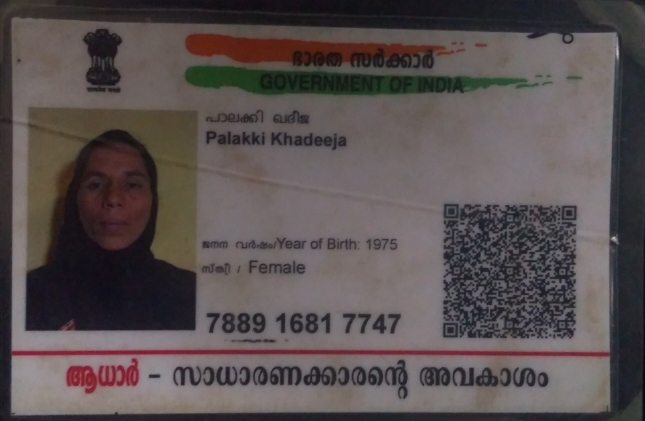 ഭാരത സർക്കാർ
GOVERNMENT OF INDIA
പാലക്കി ഖദീജ
Palakki Khadeeja
ജനന വർഷം/Year of Birth: 1975
സ്ത്രീ / Female
7889 1681 7747
ആധാർ – സാധാരണക്കാരന്റെ അവകാശം